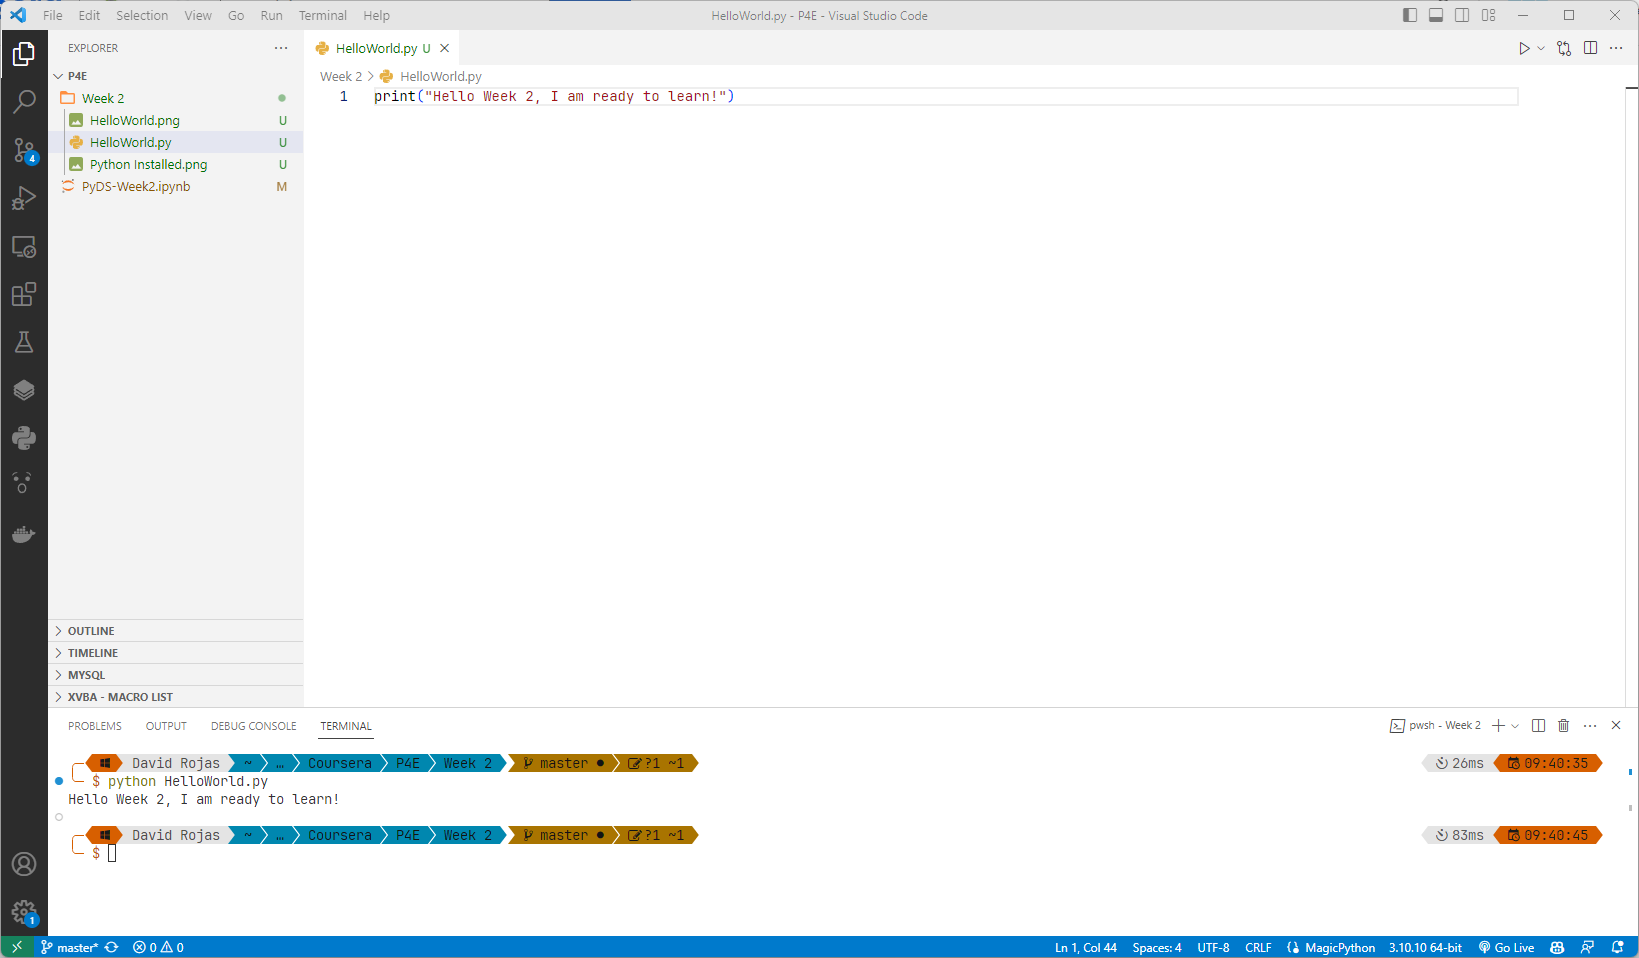 File Edit Selection View Go Run Terminal Help HelloWorld.py - P4E - Visual Studio Code
EXPLORER
P4E
Week 2
HelloWorld.png U
HelloWorld.py U
Python Installed.png U
PyDS-Week2.ipynb M
OUTLINE
TIMELINE
MYSQL
XVBA - MACRO LIST
4
1
HelloWorld.py U
Week 2 > HelloWorld.py
1 print("Hello Week 2, I am ready to learn!")
PROBLEMS OUTPUT DEBUG CONSOLE TERMINAL pwsh - Week 2
David Rojas ~ … Coursera P4E Week 2 master ● ?1 ~1 26ms 09:40:35
$ python HelloWorld.py
Hello Week 2, I am ready to learn!
David Rojas ~ … Coursera P4E Week 2 master ● ?1 ~1 83ms 09:40:45
$
master* 0 0 Ln 1, Col 44 Spaces: 4 UTF-8 CRLF MagicPython 3.10.10 64-bit Go Live